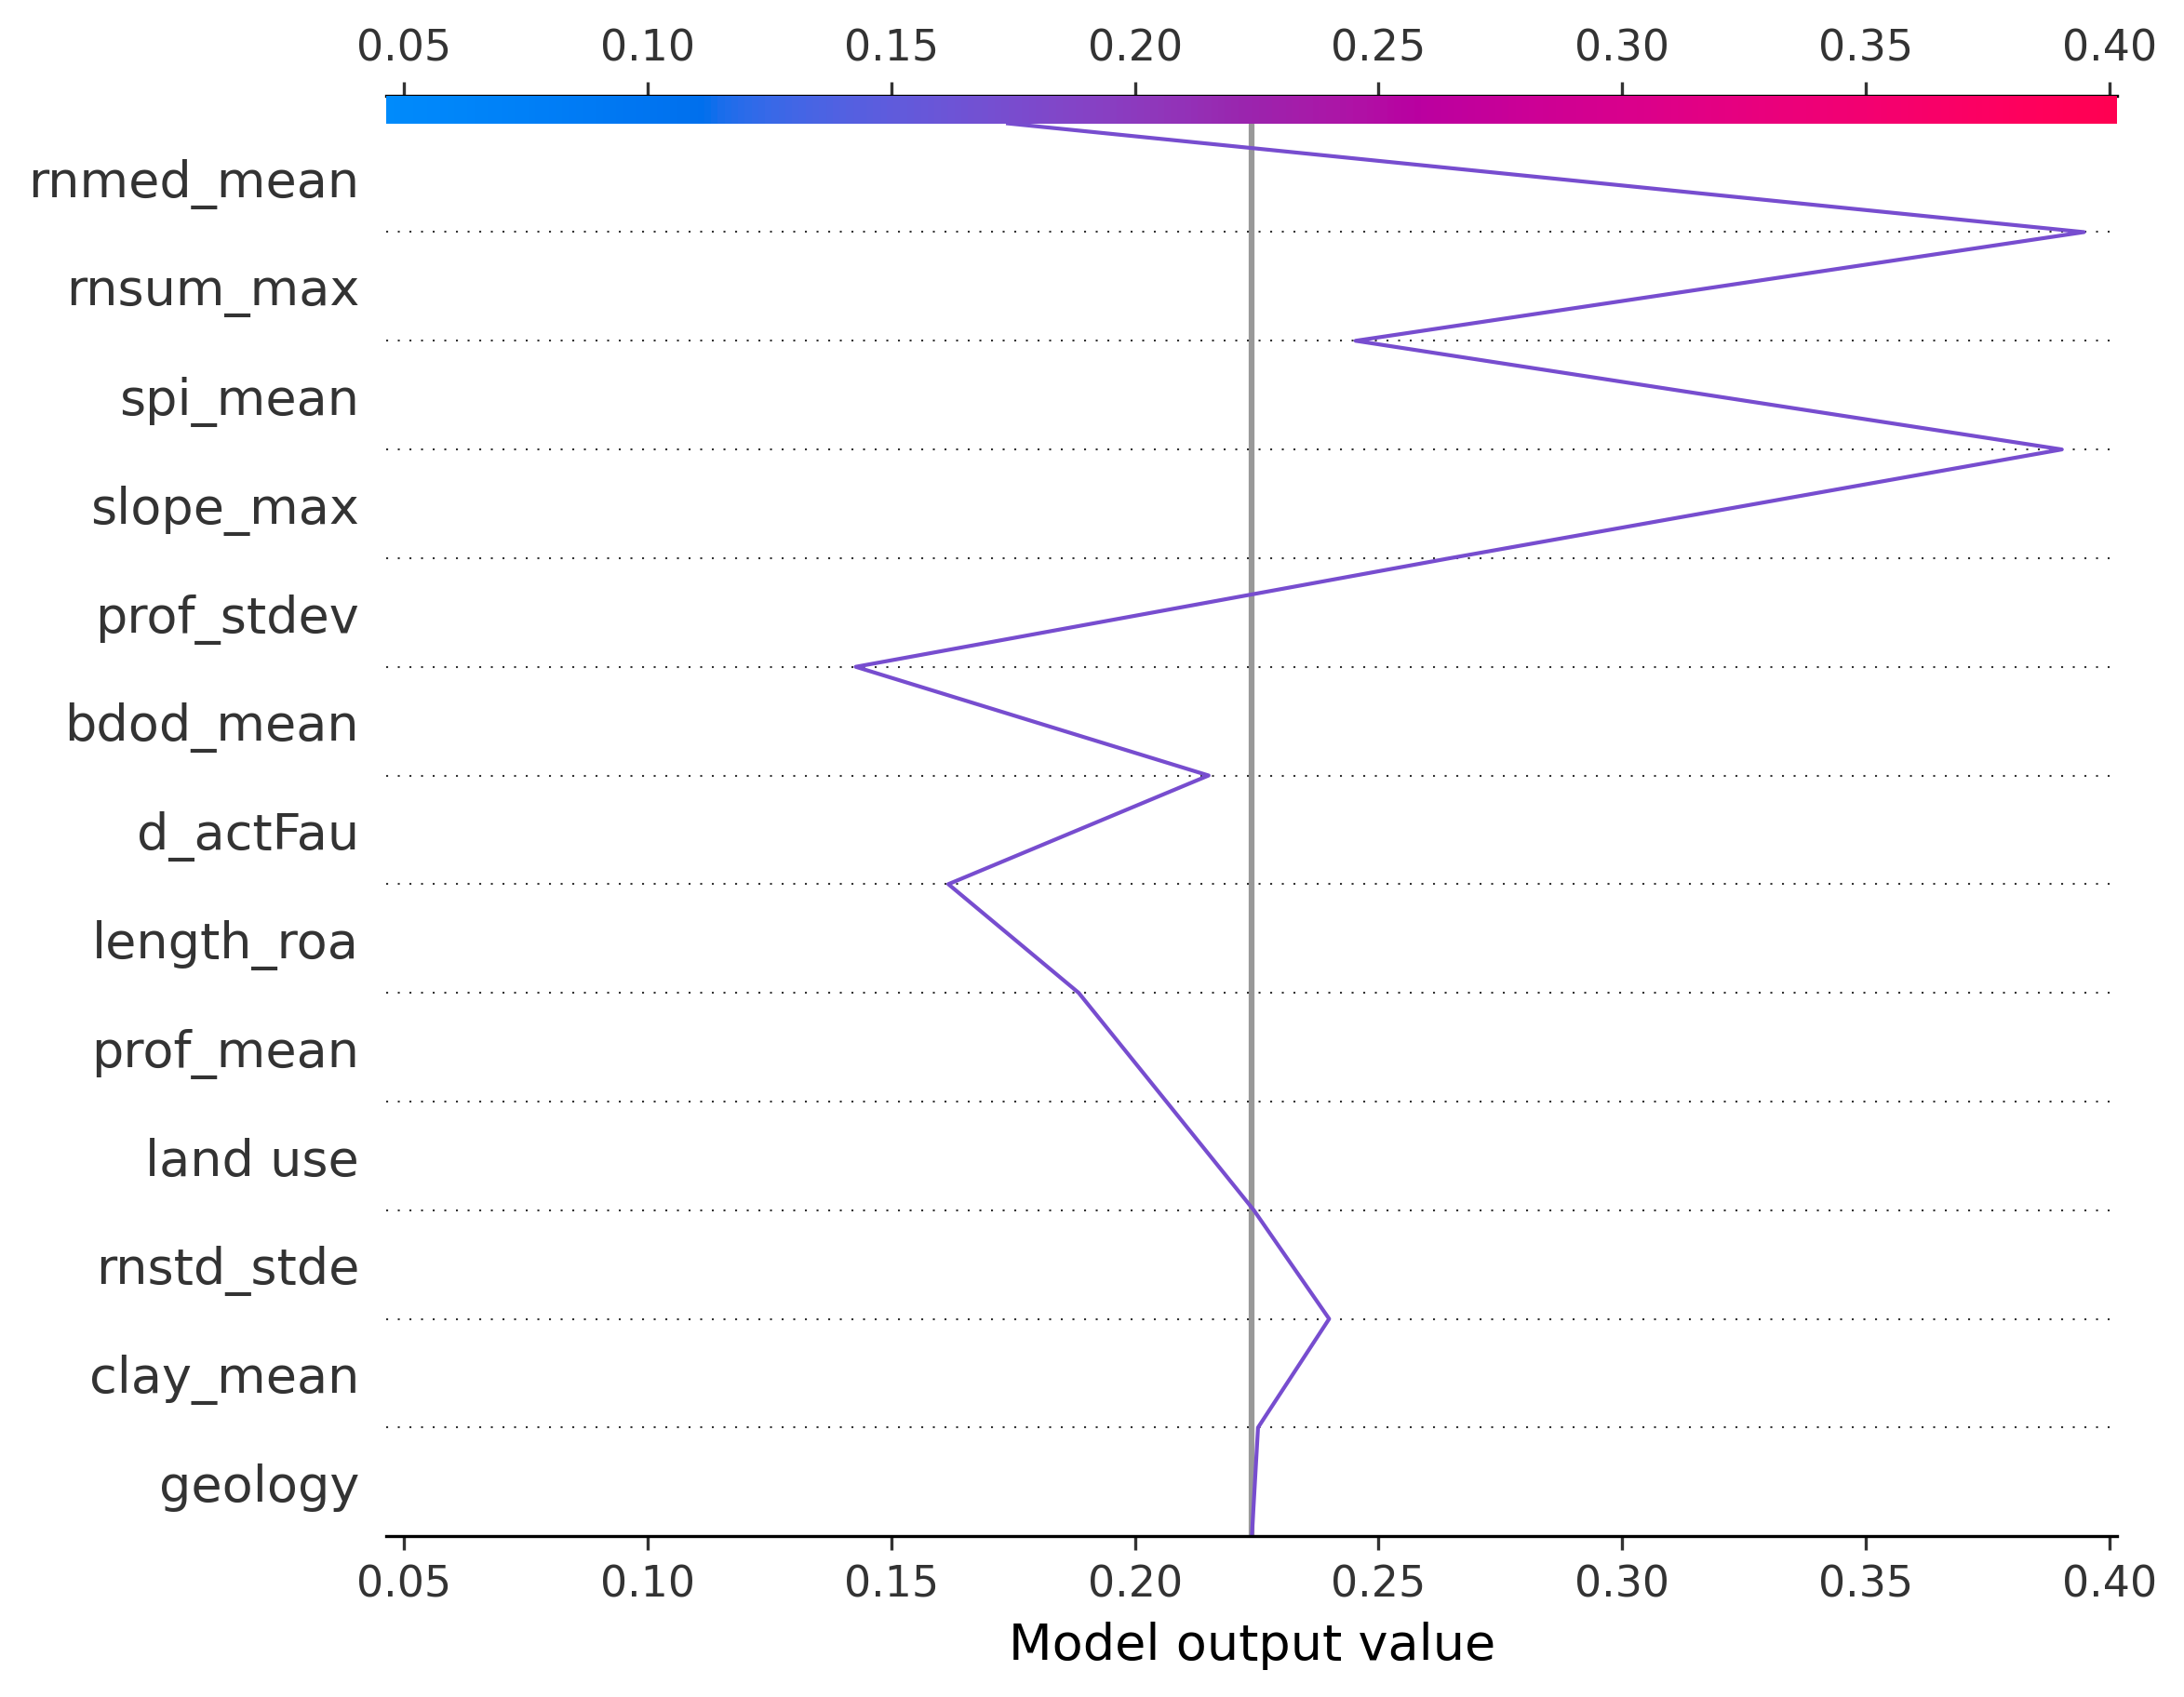 0.05 0.10 0.15 0.20 0.25 0.30 0.35 0.40
rnmed_mean
rnsum_max
spi_mean
slope_max
prof_stdev
bdod_mean
d_actFau
length_roa
prof_mean
land use
rnstd_stde
clay_mean
geology
0.05 0.10 0.15 0.20 0.25 0.30 0.35 0.40
Model output value